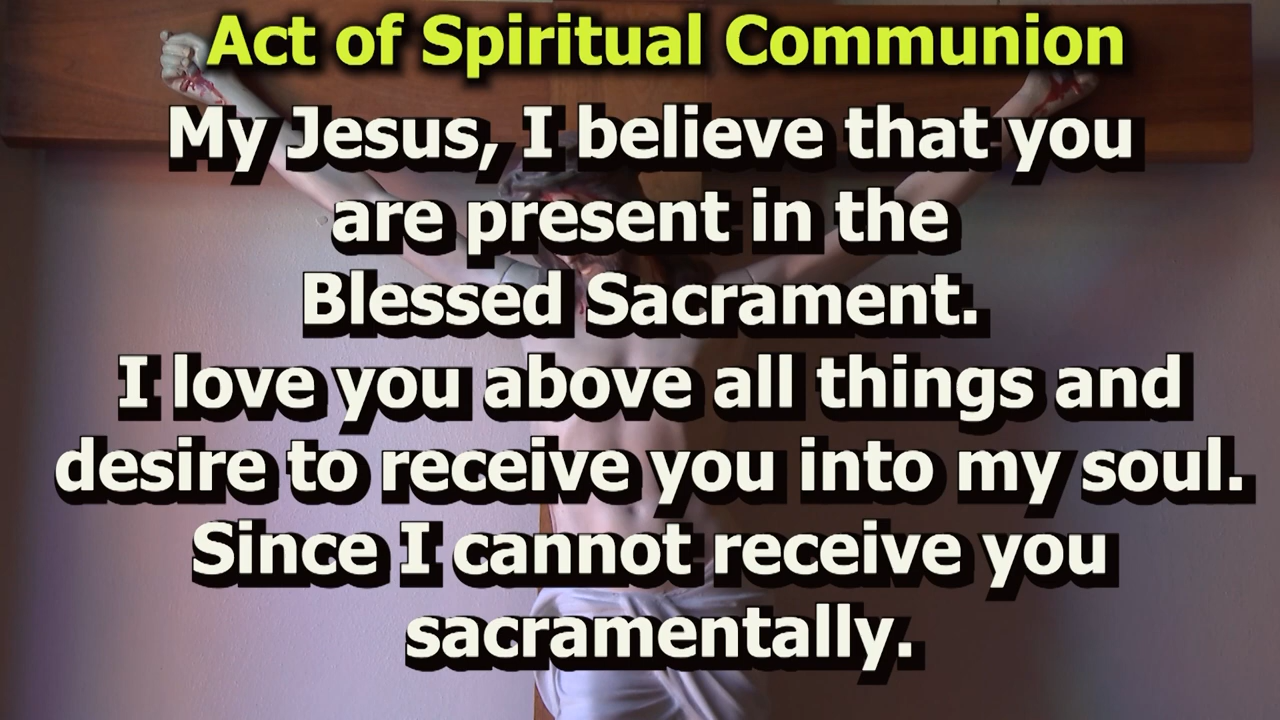 Act of Spiritual Communion
My Jesus, I believe that you
are present in the
Blessed Sacrament.
I love you above all things and
desire to receive you into my soul.
Since I cannot receive you
sacramentally.